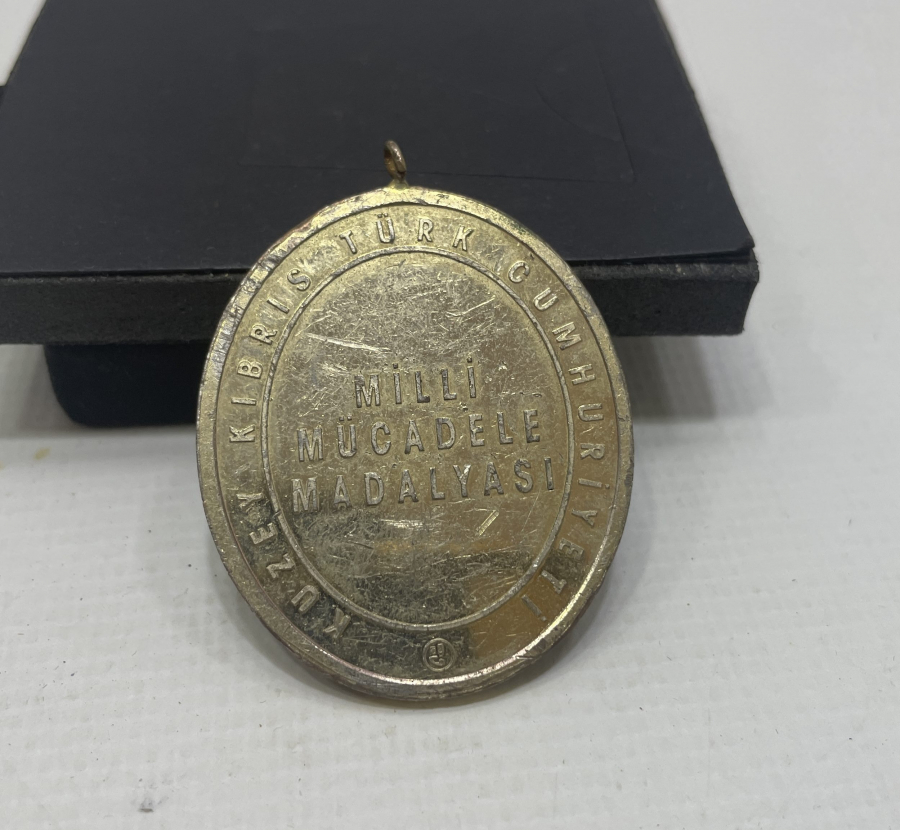 KUZEY KIBRIS TÜRK CUMHURİYETİ
MİLLİ
MÜCADELE
MADALYASI